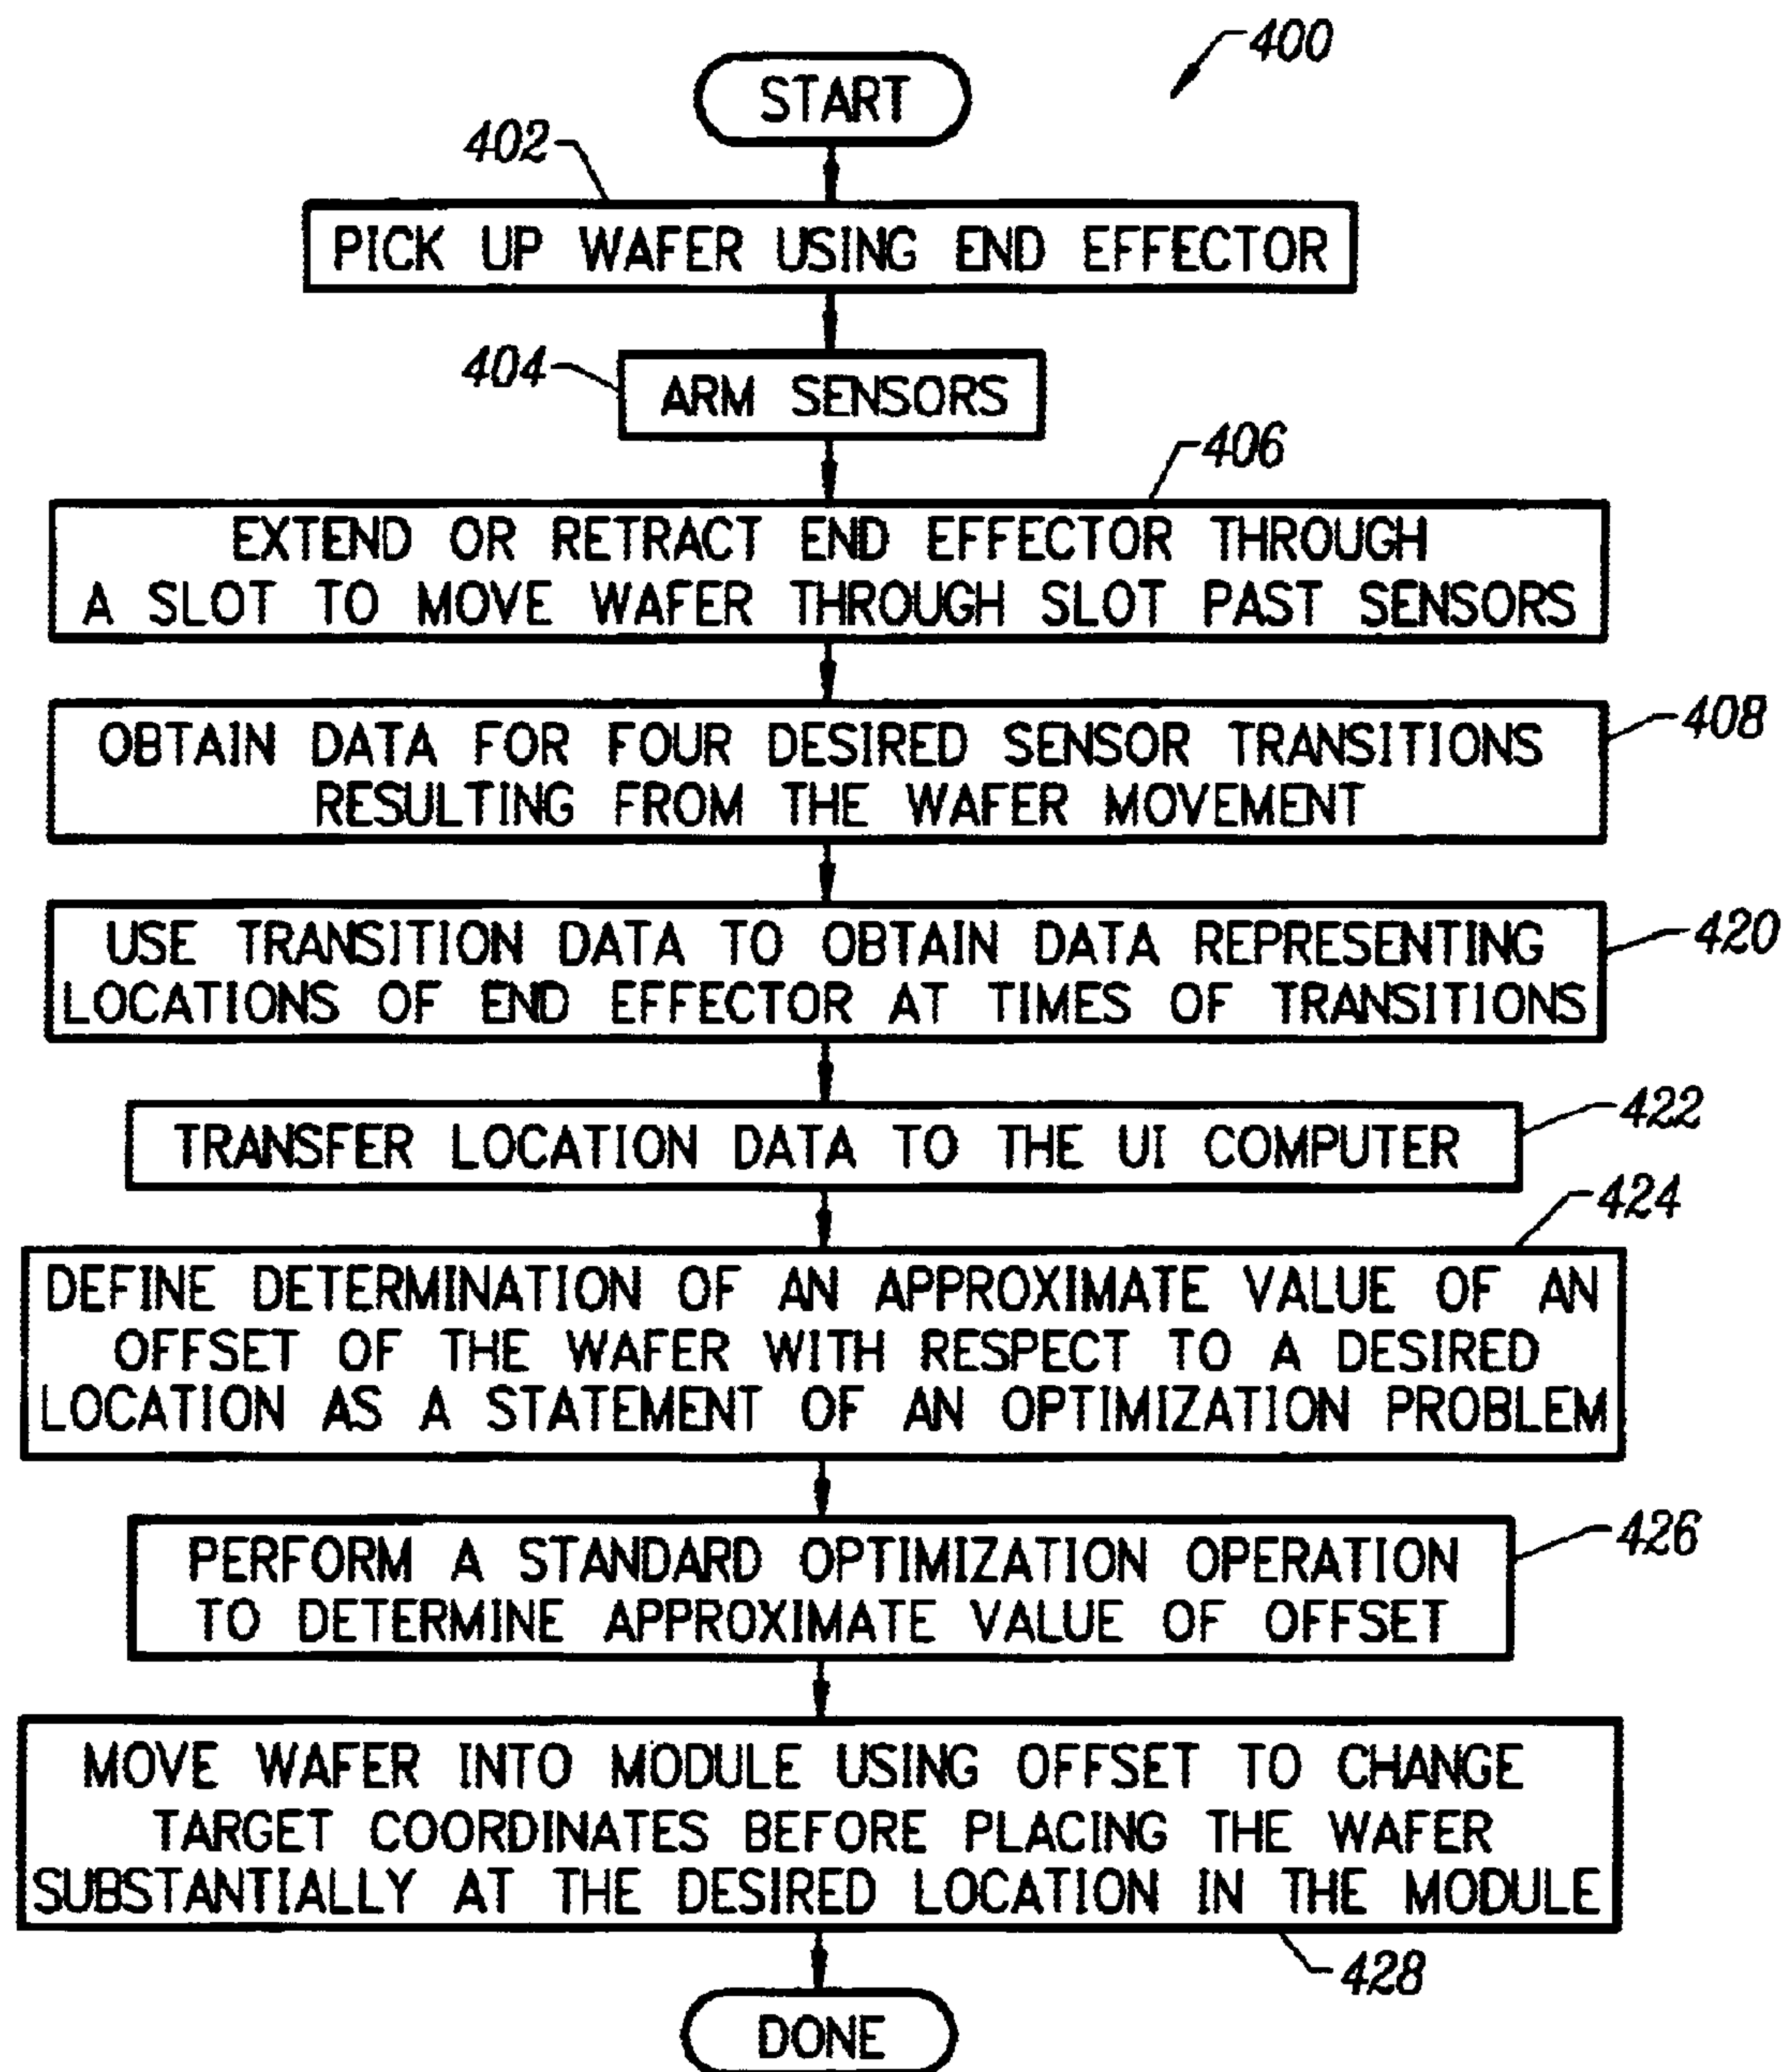 400
START
402
PICK UP WAFER USING END EFFECTOR
404
ARM SENSORS
406
EXTEND OR RETRACT END EFFECTOR THROUGH
A SLOT TO MOVE WAFER THROUGH SLOT PAST SENSORS
408
OBTAIN DATA FOR FOUR DESIRED SENSOR TRANSITIONS
RESULTING FROM THE WAFER MOVEMENT
420
USE TRANSITION DATA TO OBTAIN DATA REPRESENTING
LOCATIONS OF END EFFECTOR AT TIMES OF TRANSITIONS
422
TRANSFER LOCATION DATA TO THE UI COMPUTER
424
DEFINE DETERMINATION OF AN APPROXIMATE VALUE OF AN
OFFSET OF THE WAFER WITH RESPECT TO A DESIRED
LOCATION AS A STATEMENT OF AN OPTIMIZATION PROBLEM
426
PERFORM A STANDARD OPTIMIZATION OPERATION
TO DETERMINE APPROXIMATE VALUE OF OFFSET
MOVE WAFER INTO MODULE USING OFFSET TO CHANGE
TARGET COORDINATES BEFORE PLACING THE WAFER
SUBSTANTIALLY AT THE DESIRED LOCATION IN THE MODULE
428
DONE